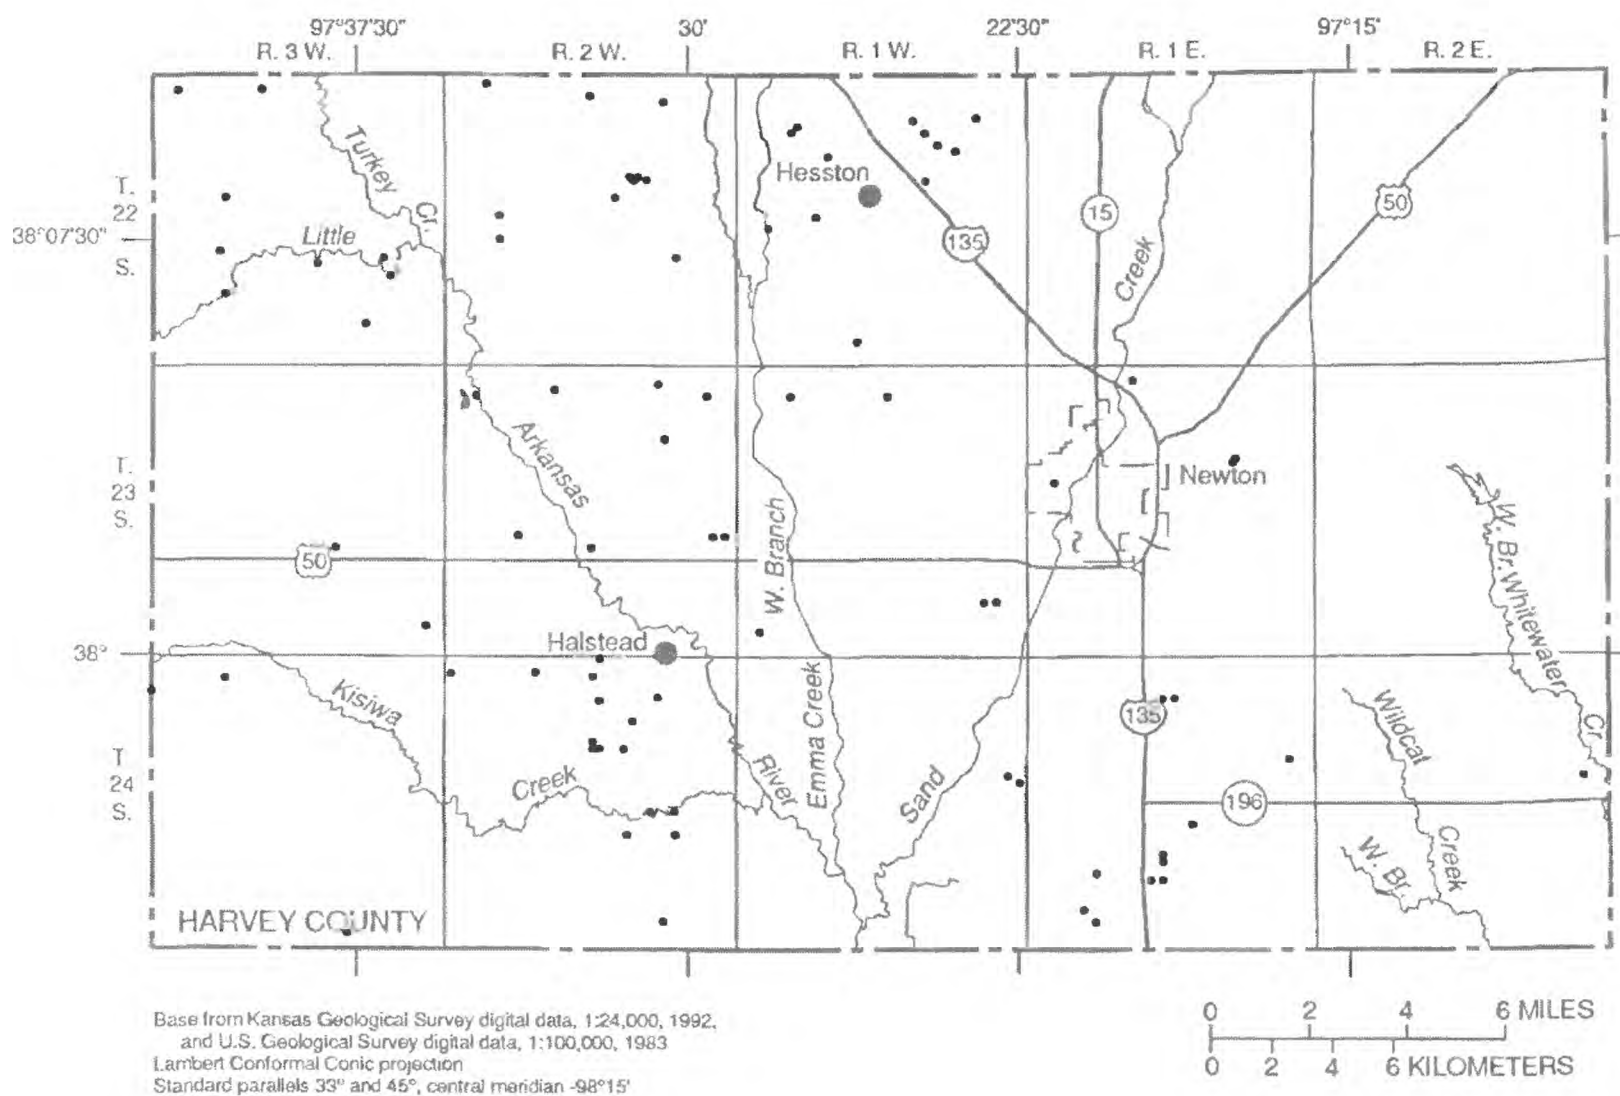 97°37'30" 30' 22'30" 97°15'
R. 3 W. R. 2 W. R. 1 W. R. 1 E. R. 2 E.
T.
22
S.
38°07'30"
Turkey
Cr.
Little
Hesston
135
15
Creek
50
T.
23
S.
Arkansas
50
W. Branch
Newton
W. Br. Whitewater
Cr.
38°
Halstead
Kisiwa
Creek
River
Emma Creek
Sand
135
Wildcat
Creek
196
W. Br.
T
24
S.
HARVEY COUNTY
Base from Kansas Geological Survey digital data, 1:24,000, 1992,
and U.S. Geological Survey digital data, 1:100,000, 1983
Lambert Conformal Conic projection
Standard parallels 33° and 45°, central meridian -98°15'
0 2 4 6 MILES
0 2 4 6 KILOMETERS